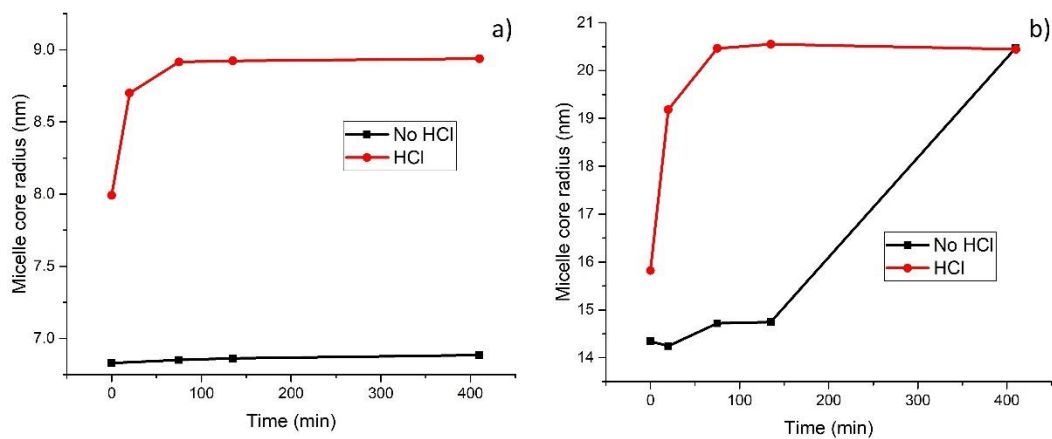 a)
Micelle core radius (nm)
9.0
8.5
8.0
7.5
7.0
No HCl
HCl
0 100 200 300 400
Time (min)
b)
Micelle core radius (nm)
21
20
19
18
17
16
15
14
No HCl
HCl
0 100 200 300 400
Time (min)